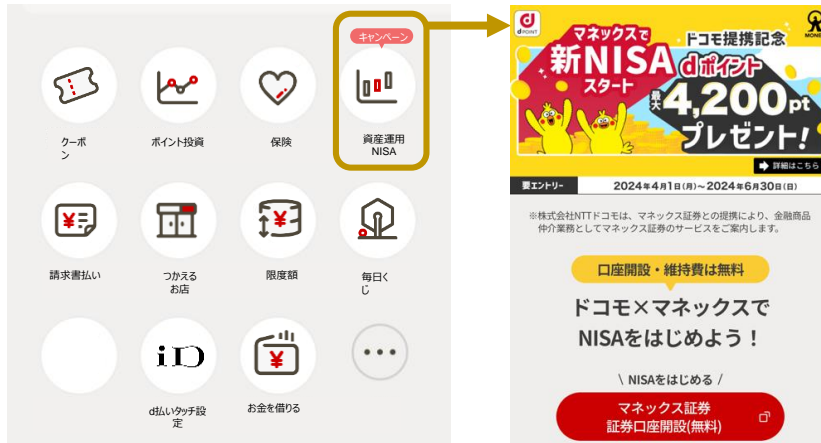 キャンペーン
クーポ
ン
ポイント投資
保険
資産運用
NISA
請求書払い
つかえる
お店
限度額
毎日く
じ
iD
d払いタッチ設
定
お金を借りる
d POINT
マネックスで
新NISA
スタート
ドコモ提携記念
dポイント
最大4,200pt
プレゼント!
詳細はこちら
要エントリー 2024年4月1日(月)~2024年6月30日(日)
※株式会社NTTドコモは、マネックス証券との提携により、金融商品
仲介業務としてマネックス証券のサービスをご案内します。
口座開設・維持費は無料
ドコモ×マネックスで
NISAをはじめよう!
\ NISAをはじめる /
マネックス証券
証券口座開設(無料)